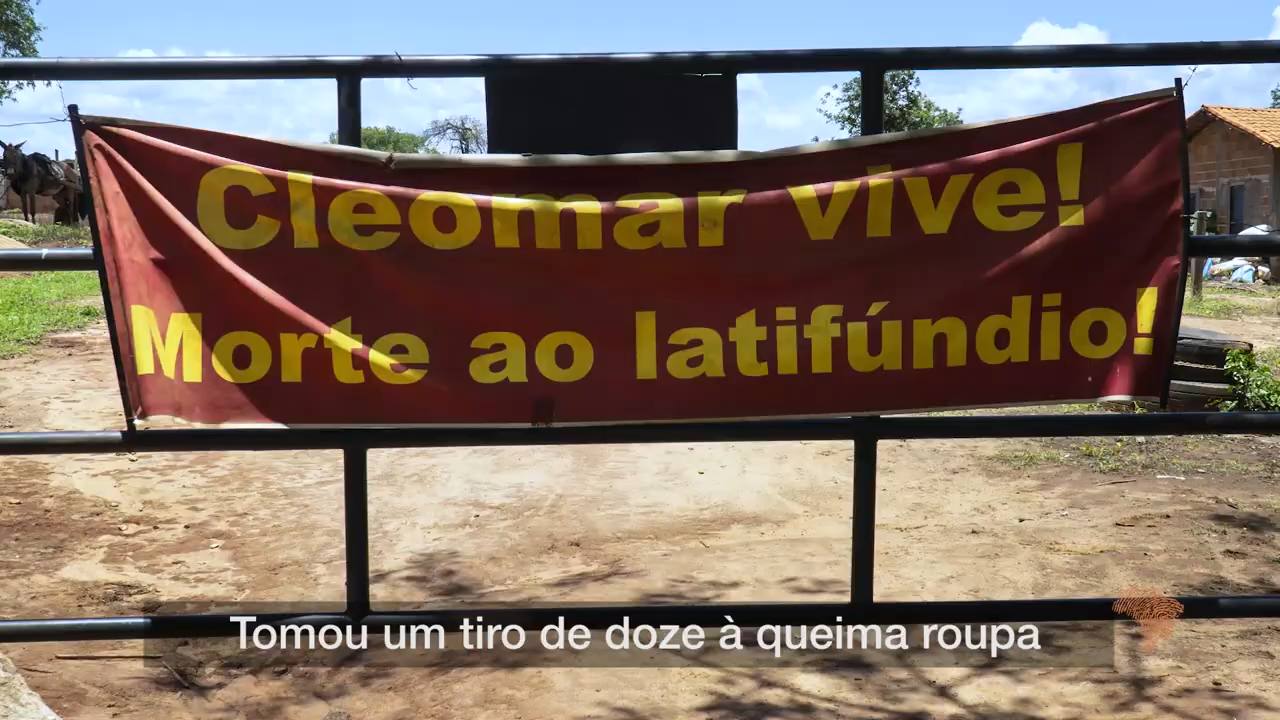 Cleomar vive!
Morte ao latifúndio!
Tomou um tiro de doze à queima roupa